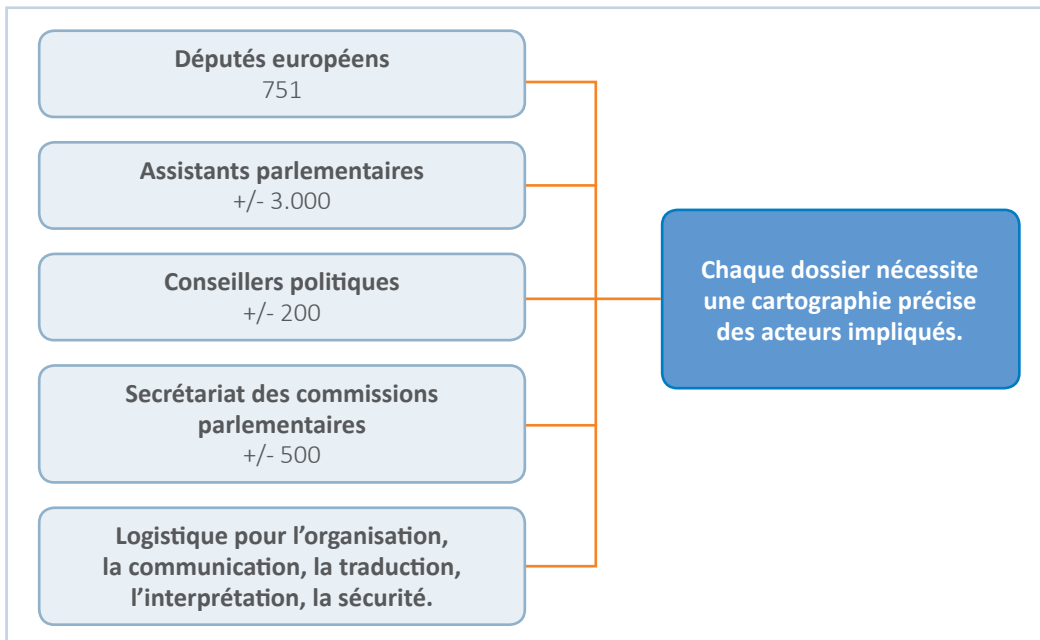 Députés européens
751
Assistants parlementaires
+/- 3.000
Conseillers politiques
+/- 200
Secrétariat des commissions
parlementaires
+/- 500
Logistique pour l’organisation,
la communication, la traduction,
l’interprétation, la sécurité.
Chaque dossier nécessite
une cartographie précise
des acteurs impliqués.